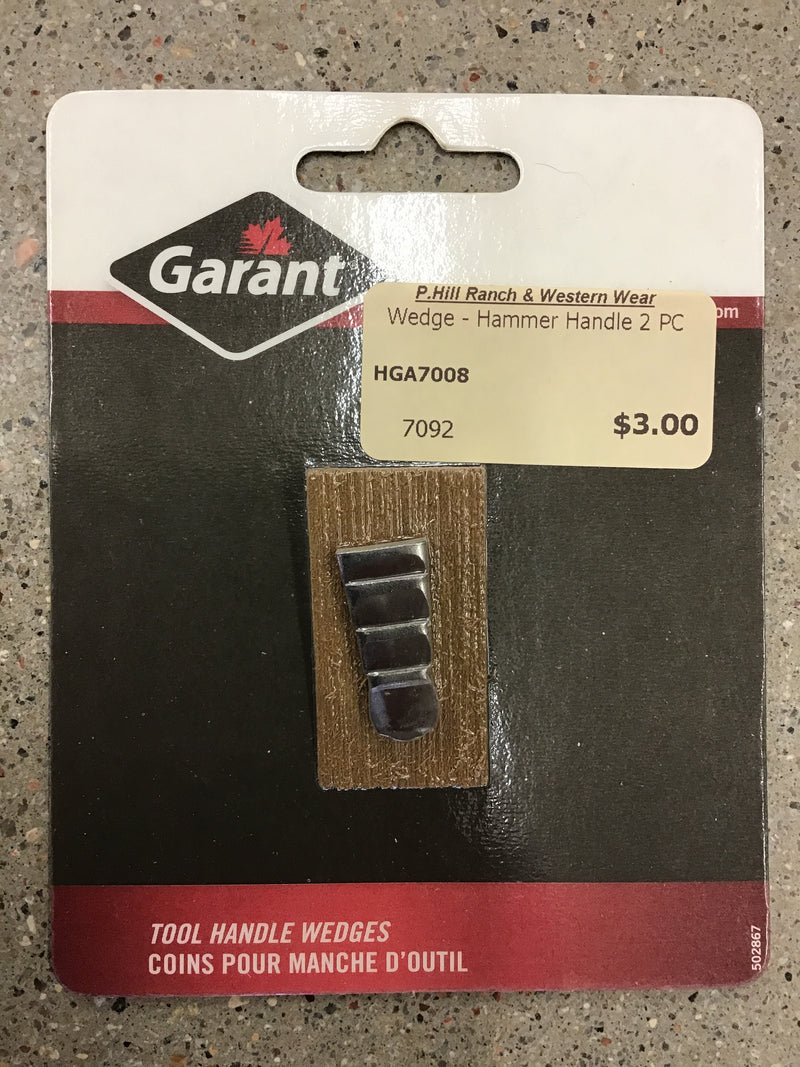 Garant
P.Hill Ranch & Western Wear
Wedge - Hammer Handle 2 PC
HGA7008
7092 $3.00
om
TOOL HANDLE WEDGES
COINS POUR MANCHE D'OUTIL
502867